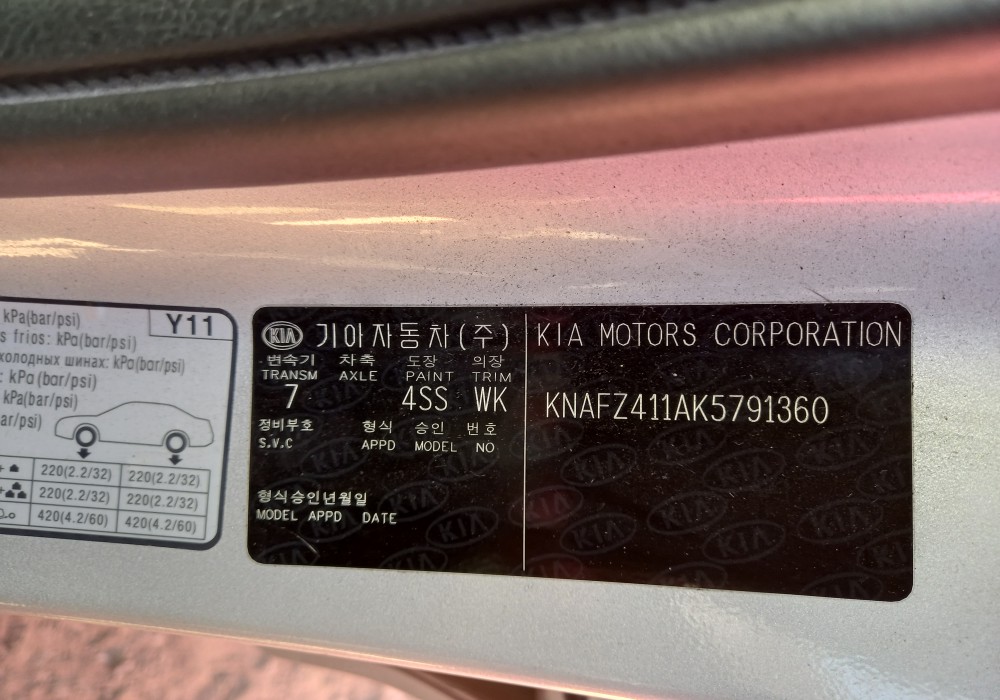 Y11
kPa(bar/psi)
s frios: kPa(bar/psi)
холодных шинах: kPa(bar/psi)
: kPa(bar/psi)
kPa(bar/psi)
ar/psi)
220(2.2/32) 220(2.2/32)
220(2.2/32) 220(2.2/32)
420(4.2/60) 420(4.2/60)
KIA 기아자동차(주)
변속기 차축 도장 의장
TRANSM AXLE PAINT TRIM
7 4SS WK
정비부호 형식 승인 번호
S.V.C APPD MODEL NO
형식승인년월일
MODEL APPD DATE
KIA MOTORS CORPORATION
KNAFZ411AK5791360